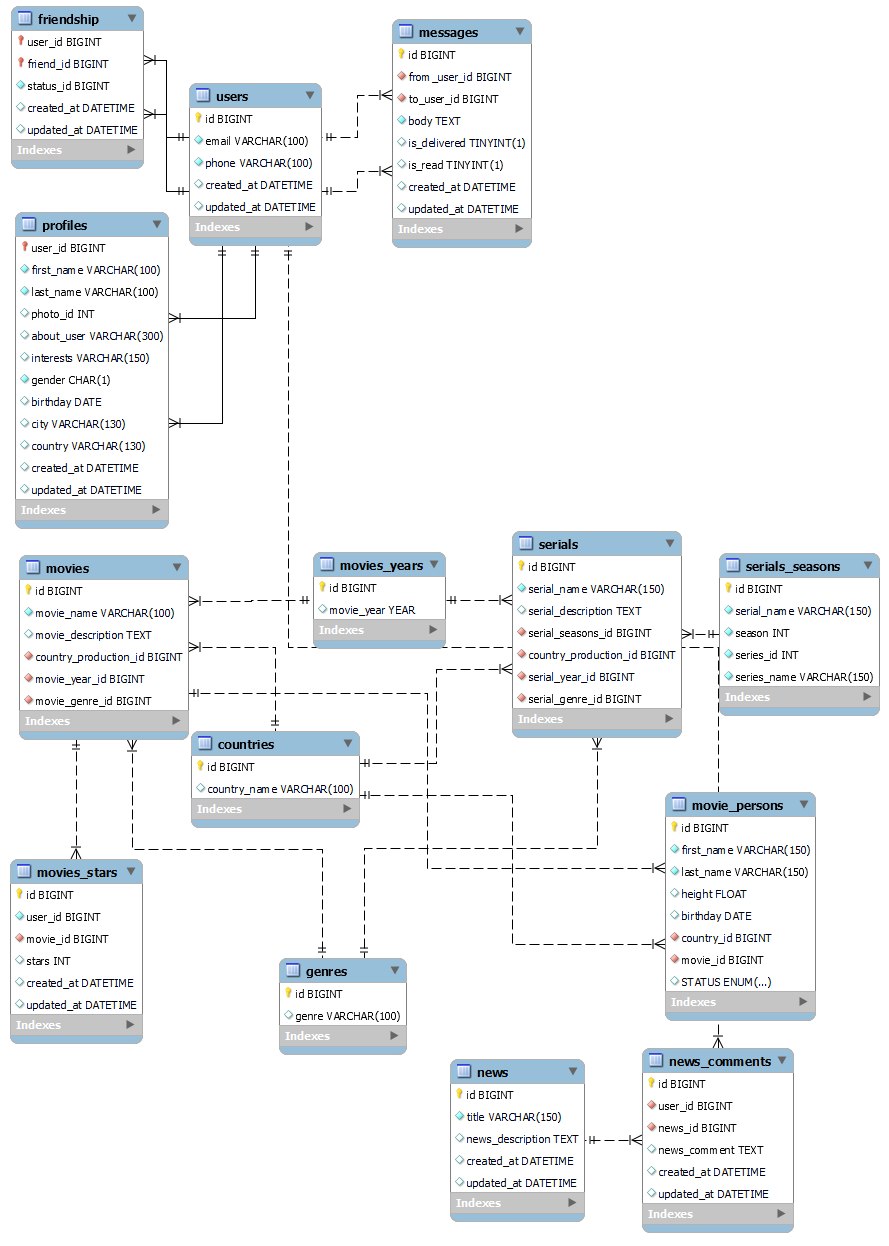 friendship
user_id BIGINT
friend_id BIGINT
status_id BIGINT
created_at DATETIME
updated_at DATETIME
Indexes
users
id BIGINT
email VARCHAR(100)
phone VARCHAR(100)
created_at DATETIME
updated_at DATETIME
Indexes
messages
id BIGINT
from_user_id BIGINT
to_user_id BIGINT
body TEXT
is_delivered TINYINT(1)
is_read TINYINT(1)
created_at DATETIME
updated_at DATETIME
Indexes
profiles
user_id BIGINT
first_name VARCHAR(100)
last_name VARCHAR(100)
photo_id INT
about_user VARCHAR(300)
interests VARCHAR(150)
gender CHAR(1)
birthday DATE
city VARCHAR(130)
country VARCHAR(130)
created_at DATETIME
updated_at DATETIME
Indexes
movies
id BIGINT
movie_name VARCHAR(100)
movie_description TEXT
country_production_id BIGINT
movie_year_id BIGINT
movie_genre_id BIGINT
Indexes
movies_years
id BIGINT
movie_year YEAR
Indexes
serials
id BIGINT
serial_name VARCHAR(150)
serial_description TEXT
serial_seasons_id BIGINT
country_production_id BIGINT
serial_year_id BIGINT
serial_genre_id BIGINT
Indexes
serials_seasons
id BIGINT
serial_name VARCHAR(150)
season INT
series_id INT
series_name VARCHAR(150)
Indexes
countries
id BIGINT
country_name VARCHAR(100)
Indexes
movie_persons
id BIGINT
first_name VARCHAR(150)
last_name VARCHAR(150)
height FLOAT
birthday DATE
country_id BIGINT
movie_id BIGINT
STATUS ENUM(...)
Indexes
movies_stars
id BIGINT
user_id BIGINT
movie_id BIGINT
stars INT
created_at DATETIME
updated_at DATETIME
Indexes
genres
id BIGINT
genre VARCHAR(100)
Indexes
news
id BIGINT
title VARCHAR(150)
news_description TEXT
created_at DATETIME
updated_at DATETIME
Indexes
news_comments
id BIGINT
user_id BIGINT
news_id BIGINT
news_comment TEXT
created_at DATETIME
updated_at DATETIME
Indexes